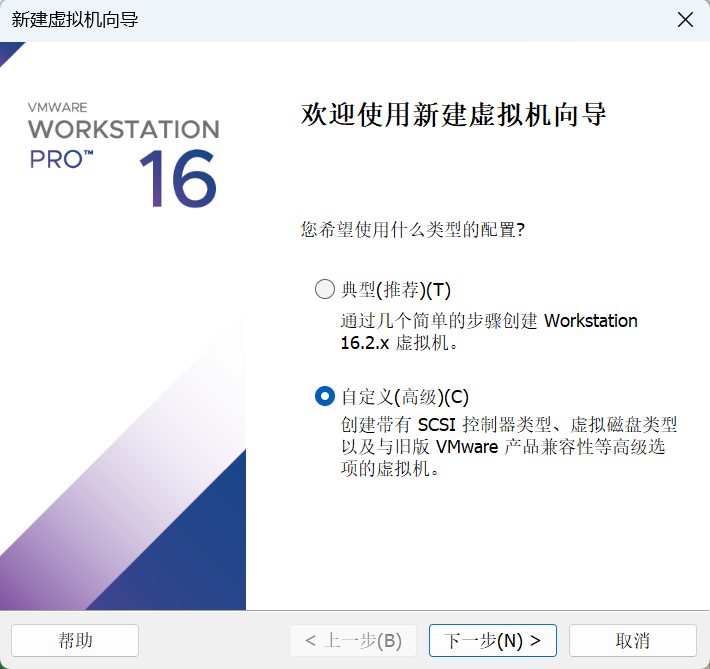 新建虚拟机向导
VMWARE
WORKSTATION
PRO™
16
欢迎使用新建虚拟机向导
您希望使用什么类型的配置?
典型(推荐)(T)
通过几个简单的步骤创建 Workstation
16.2.x 虚拟机。
自定义(高级)(C)
创建带有 SCSI 控制器类型、虚拟磁盘类型
以及与旧版 VMware 产品兼容性等高级选
项的虚拟机。
帮助
< 上一步(B)
下一步(N) >
取消